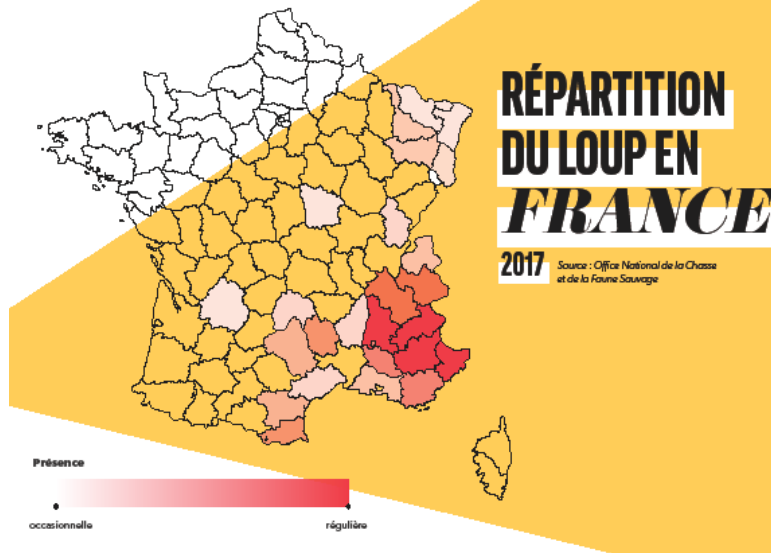 RÉPARTITION
DU LOUP EN
FRANCE
2017
Source : Office National de la Chasse
et de la Faune Sauvage
Présence
occasionnelle
régulière